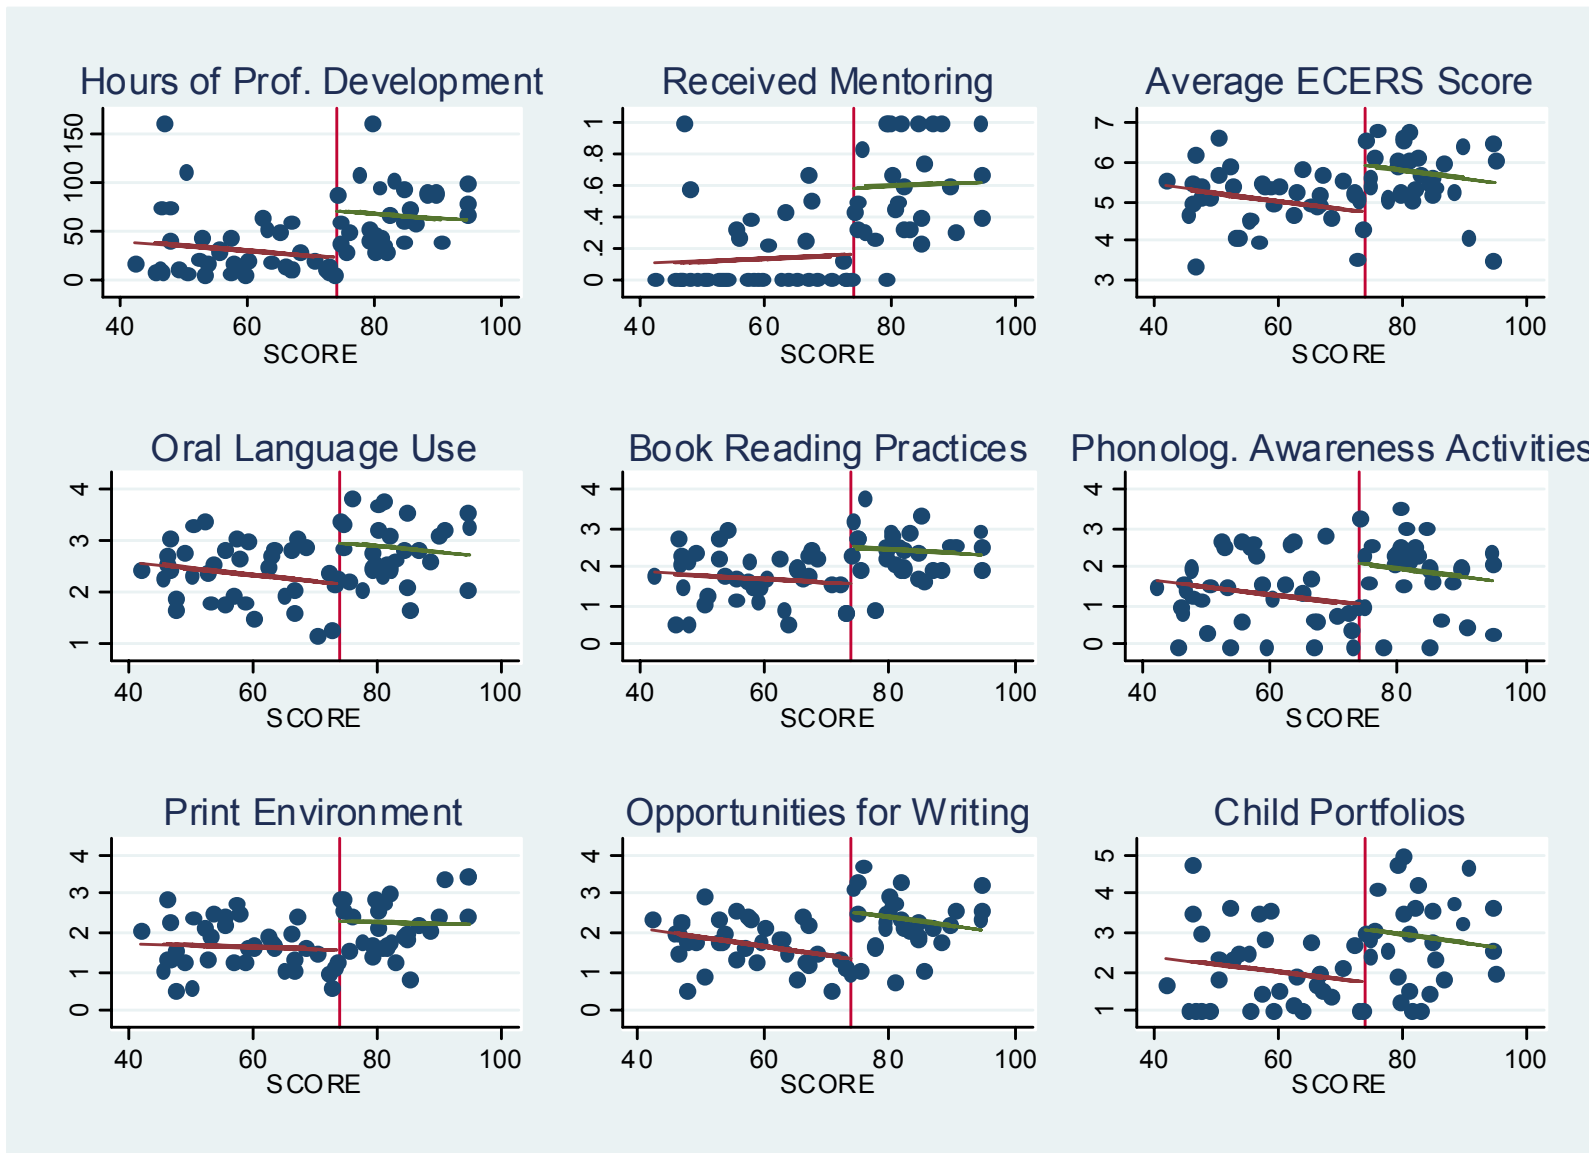 Hours of Prof. Development
0 50 100 150
40 60 80 100
SCORE
Received Mentoring
0 .2 .4 .6 .8 1
40 60 80 100
SCORE
Average ECERS Score
3 4 5 6 7
40 60 80 100
SCORE
Oral Language Use
1 2 3 4
40 60 80 100
SCORE
Book Reading Practices
0 1 2 3 4
40 60 80 100
SCORE
Phonolog. Awareness Activities
0 1 2 3 4
40 60 80 100
SCORE
Print Environment
0 1 2 3 4
40 60 80 100
SCORE
Opportunities for Writing
0 1 2 3 4
40 60 80 100
SCORE
Child Portfolios
1 2 3 4 5
40 60 80 100
SCORE